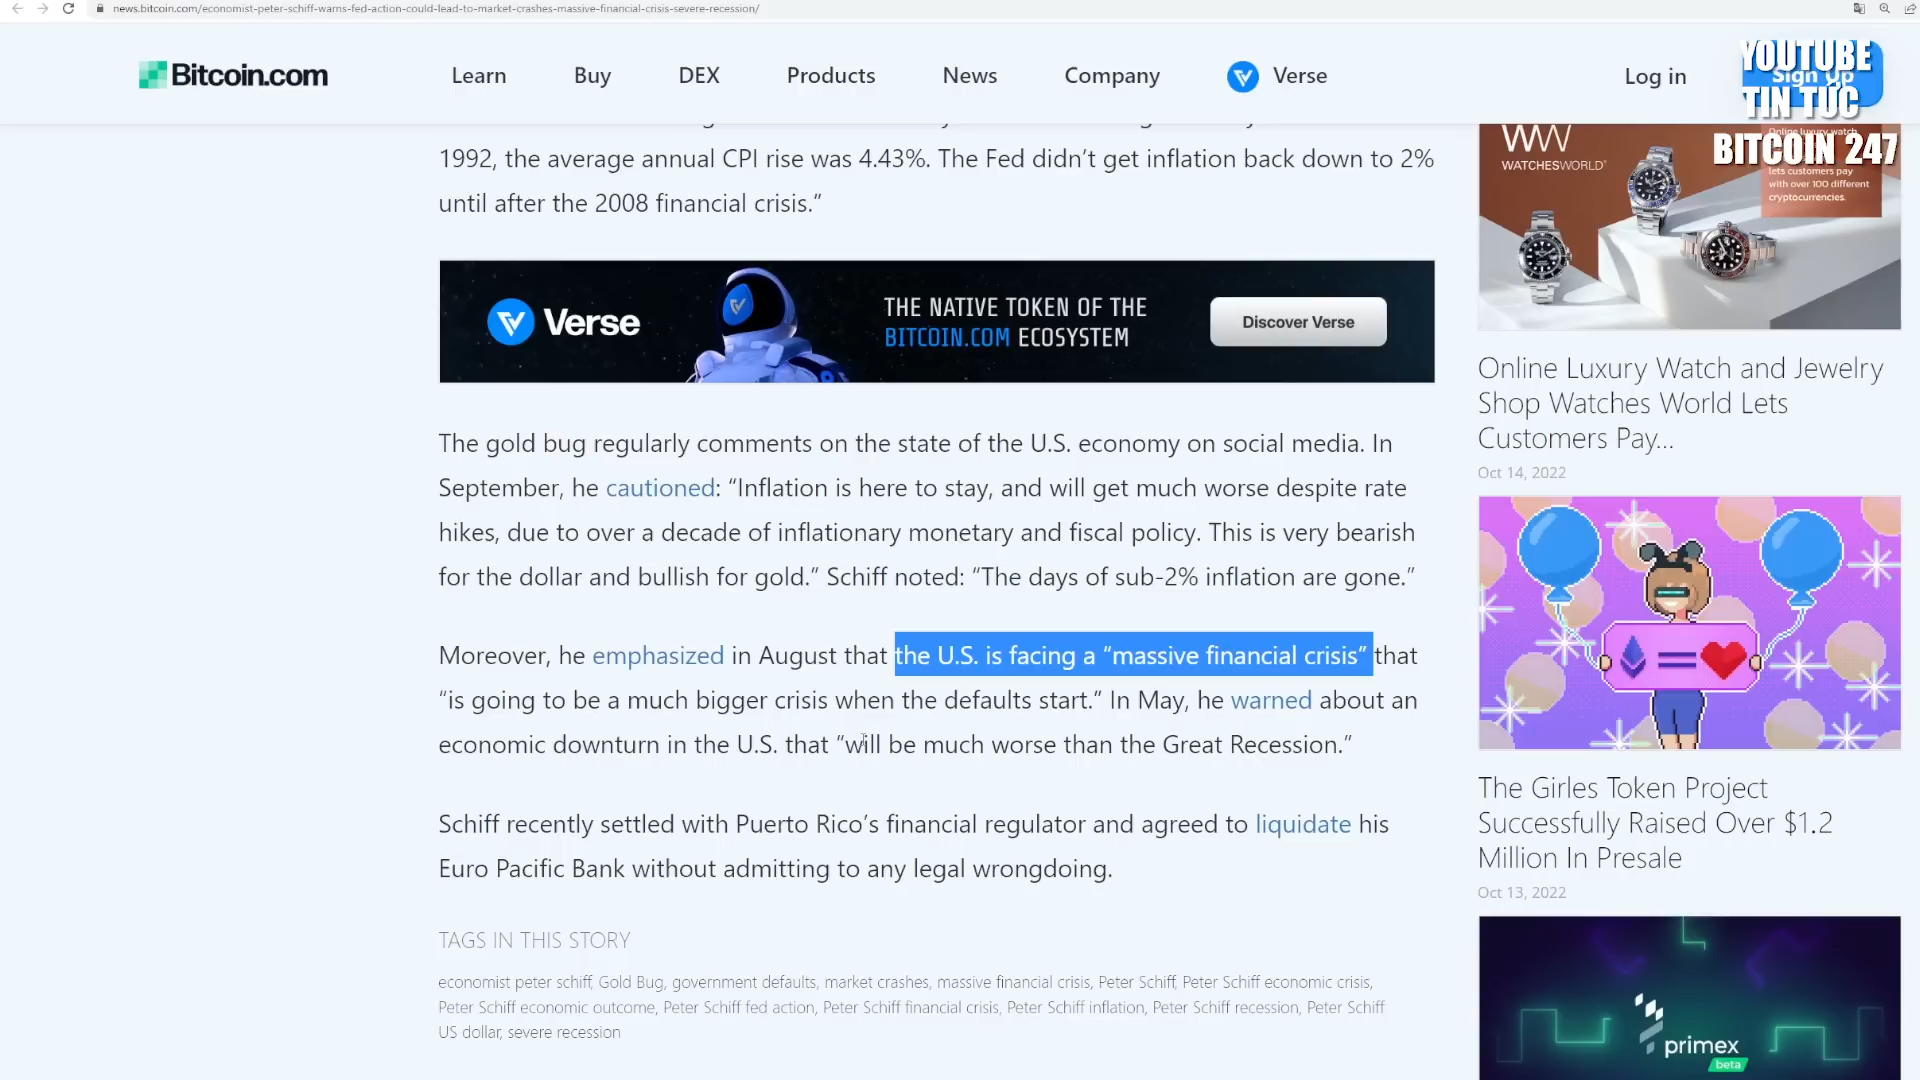 news.bitcoin.com/economist-peter-schiff-warns-fed-action-could-lead-to-market-crashes-massive-financial-crisis-severe-recession/
Bitcoin.com
Learn
Buy
DEX
Products
News
Company
Verse
Log in
Sign Up
YOUTUBE
TIN TUC
BITCOIN 247
1992, the average annual CPI rise was 4.43%. The Fed didn’t get inflation back down to 2%
until after the 2008 financial crisis.”
Verse
THE NATIVE TOKEN OF THE
BITCOIN.COM ECOSYSTEM
Discover Verse
The gold bug regularly comments on the state of the U.S. economy on social media. In
September, he cautioned: “Inflation is here to stay, and will get much worse despite rate
hikes, due to over a decade of inflationary monetary and fiscal policy. This is very bearish
for the dollar and bullish for gold.” Schiff noted: “The days of sub-2% inflation are gone.”
Moreover, he emphasized in August that the U.S. is facing a “massive financial crisis” that
“is going to be a much bigger crisis when the defaults start.” In May, he warned about an
economic downturn in the U.S. that “will be much worse than the Great Recession.”
Schiff recently settled with Puerto Rico’s financial regulator and agreed to liquidate his
Euro Pacific Bank without admitting to any legal wrongdoing.
TAGS IN THIS STORY
economist peter schiff, Gold Bug, government defaults, market crashes, massive financial crisis, Peter Schiff, Peter Schiff economic crisis,
Peter Schiff economic outcome, Peter Schiff fed action, Peter Schiff financial crisis, Peter Schiff inflation, Peter Schiff recession, Peter Schiff
US dollar, severe recession
WW
WATCHESWORLD
Online luxury watch
lets customers pay
with over 100 different
cryptocurrencies.
Online Luxury Watch and Jewelry
Shop Watches World Lets
Customers Pay...
Oct 14, 2022
The Girles Token Project
Successfully Raised Over $1.2
Million In Presale
Oct 13, 2022
primex
beta